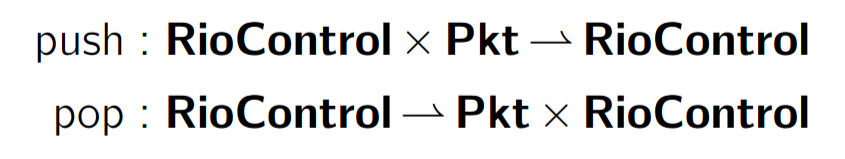 push : RioControl × Pkt ⇀ RioControl
pop : RioControl ⇀ Pkt × RioControl